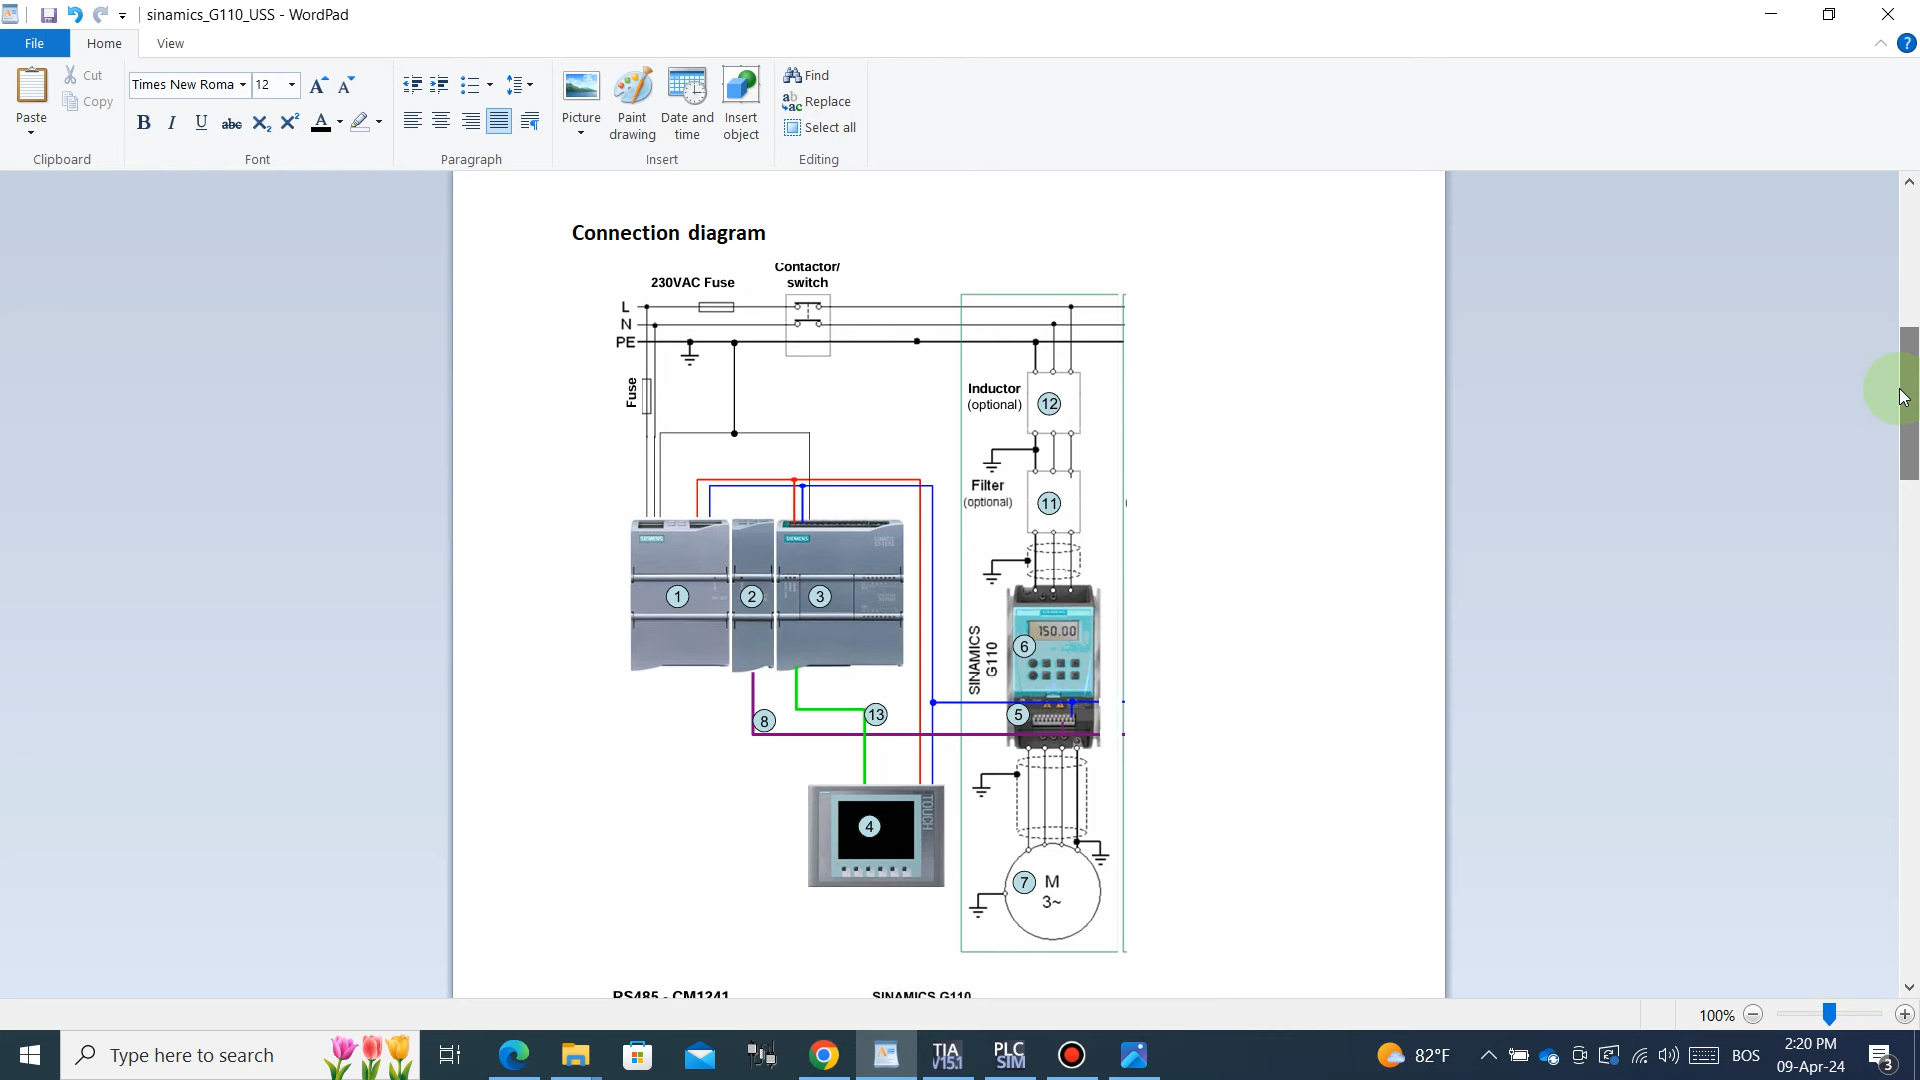 sinamics_G110_USS - WordPad
File Home View
Paste
Cut
Copy
Clipboard
Times New Roma 12
B I U abc X₂ X² A
Font
Paragraph
Picture
Paint drawing
Date and time
Insert object
Insert
Find
Replace
Select all
Editing
Connection diagram
Contactor/
switch
230VAC Fuse
L
N
PE
Fuse
Inductor
(optional)
12
Filter
(optional)
11
SIEMENS
SIEMENS
1 2 3
SINAMICS
G110
150.00
6
5
8
13
TOUCH
4
7
M
3~
RS485 - CM1241 SINAMICS G110
100%
Type here to search
TIA
V15.1
PLC
SIM
82°F
BOS
2:20 PM
09-Apr-24
3